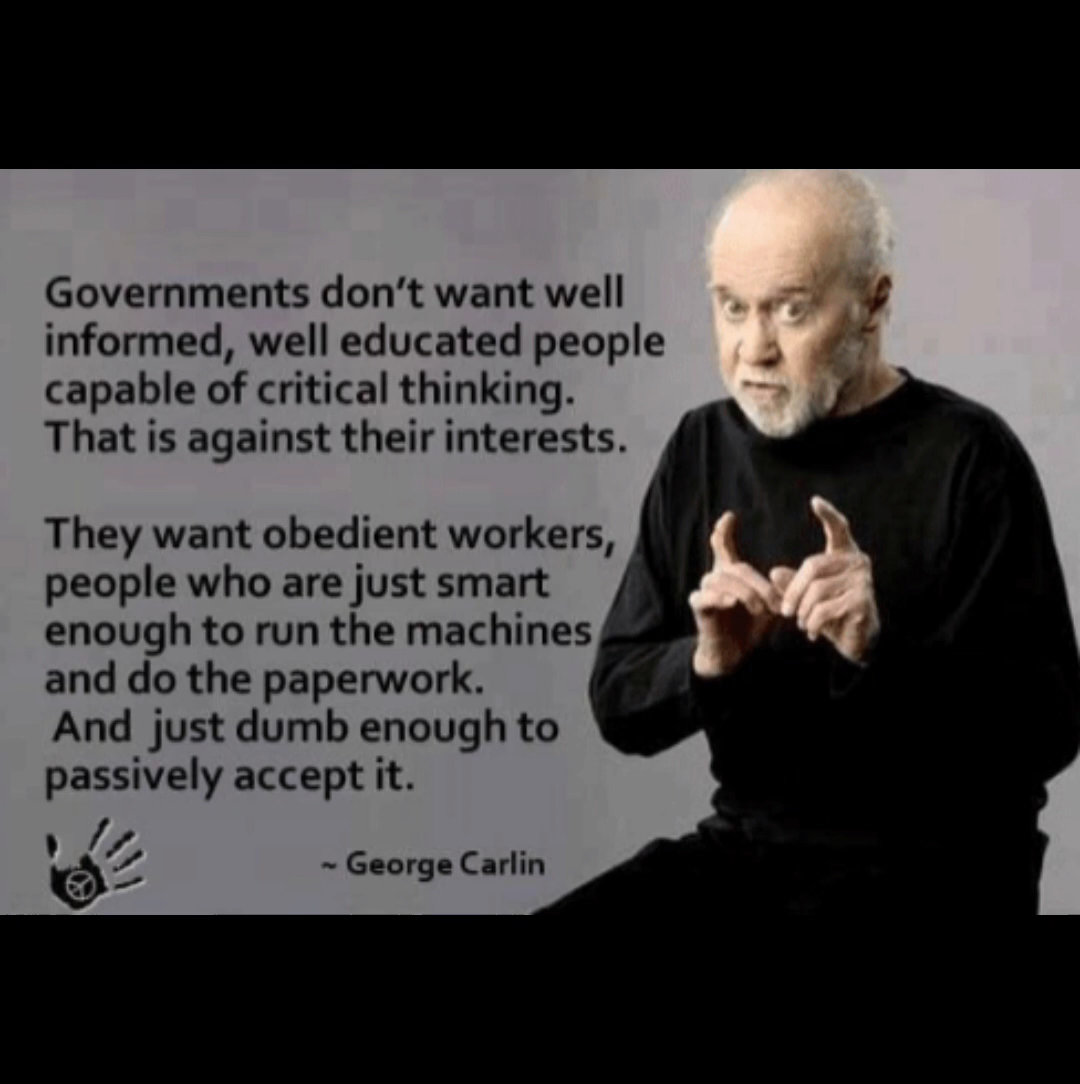 Governments don't want well
informed, well educated people
capable of critical thinking.
That is against their interests.
They want obedient workers,
people who are just smart
enough to run the machines
and do the paperwork.
And just dumb enough to
passively accept it.
~ George Carlin